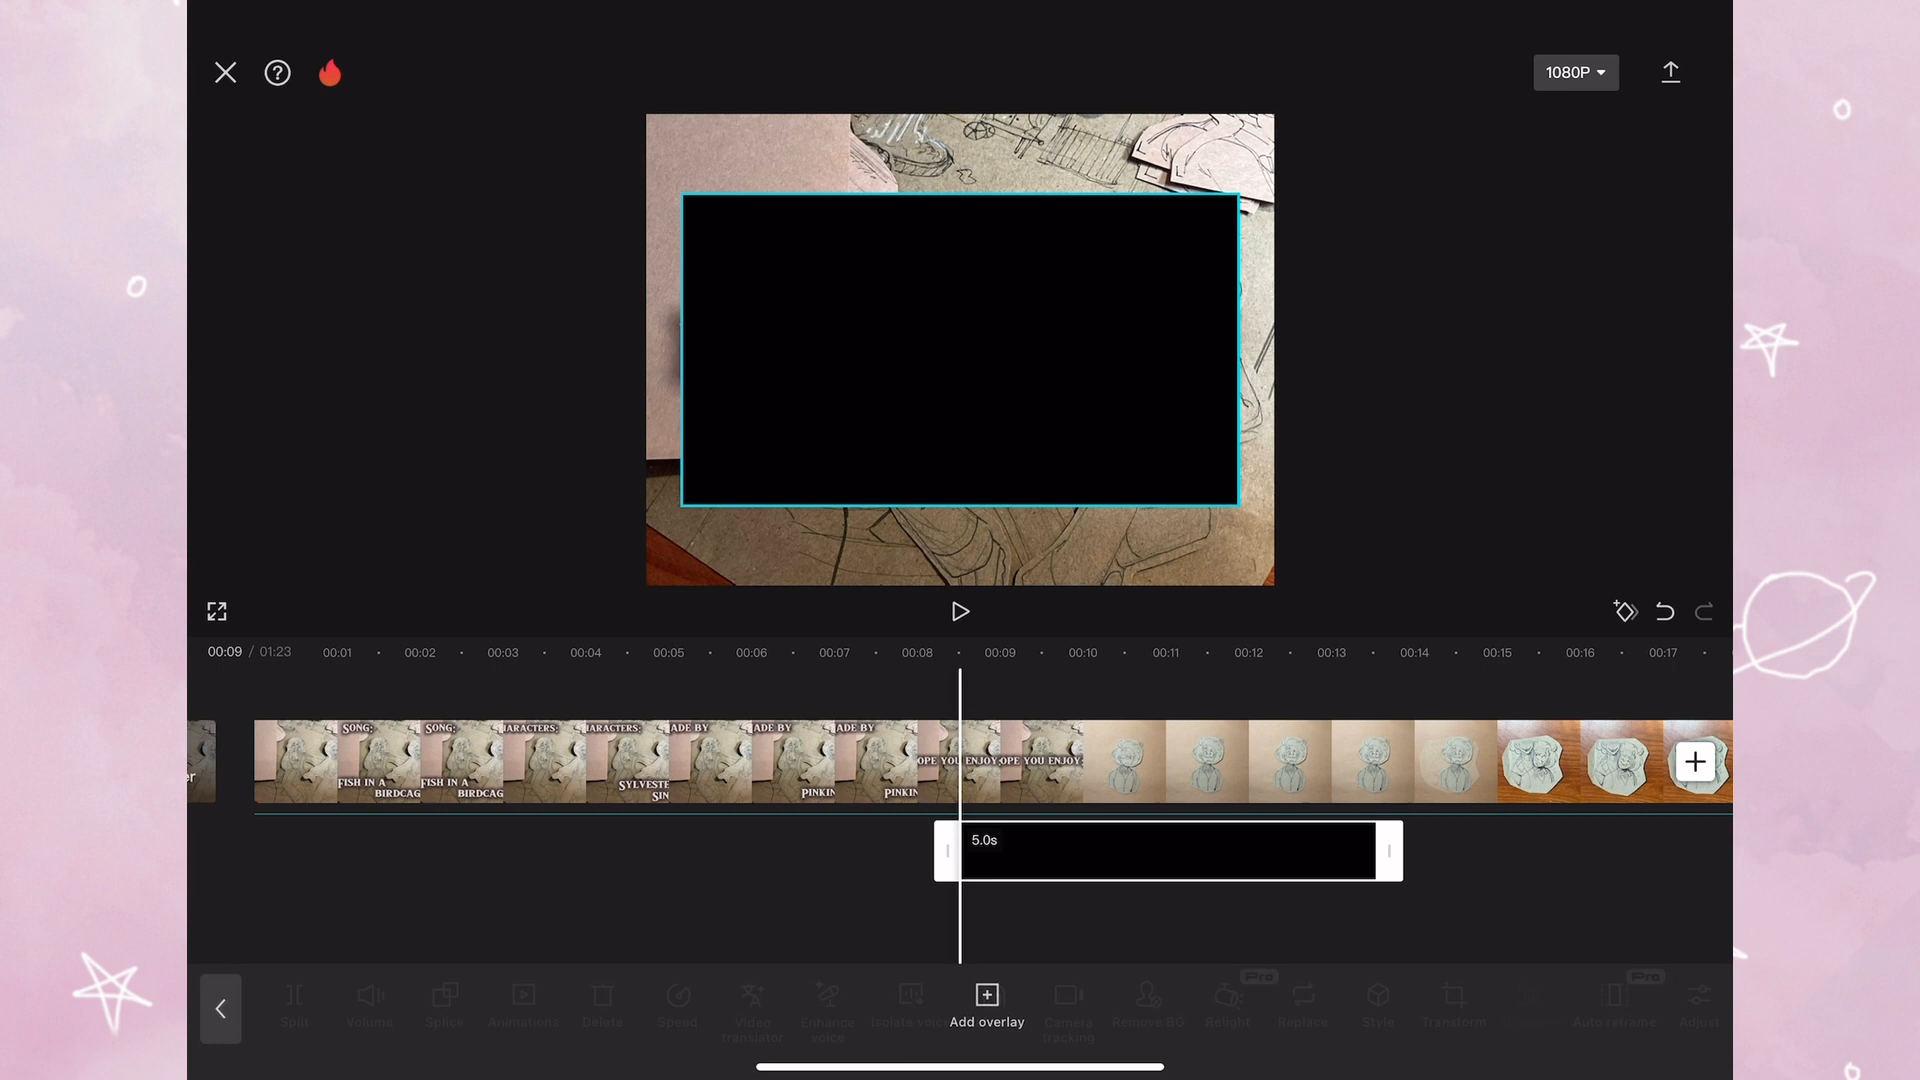 ?
1080P
00:09 / 01:23
00:01
00:02
00:03
00:04
00:05
00:06
00:07
00:08
00:09
00:10
00:11
00:12
00:13
00:14
00:15
00:16
00:17
er
SONG:
FISH IN A
BIRDCAG
SONG:
FISH IN A
BIRDCAG
HARACTERS:
HARACTERS:
SYLVESTE
SIN
ADE BY
ADE BY
PINKIN
ADE BY
PINKIN
OPE YOU ENJOY
OPE YOU ENJOY
5.0s
Split
Volume
Splice
Animations
Delete
Speed
Video translator
Enhance voice
Isolate voice
Add overlay
Camera tracking
Remove BG
Pro
Relight
Replace
Style
Transform
Pro
Auto reframe
Adjust